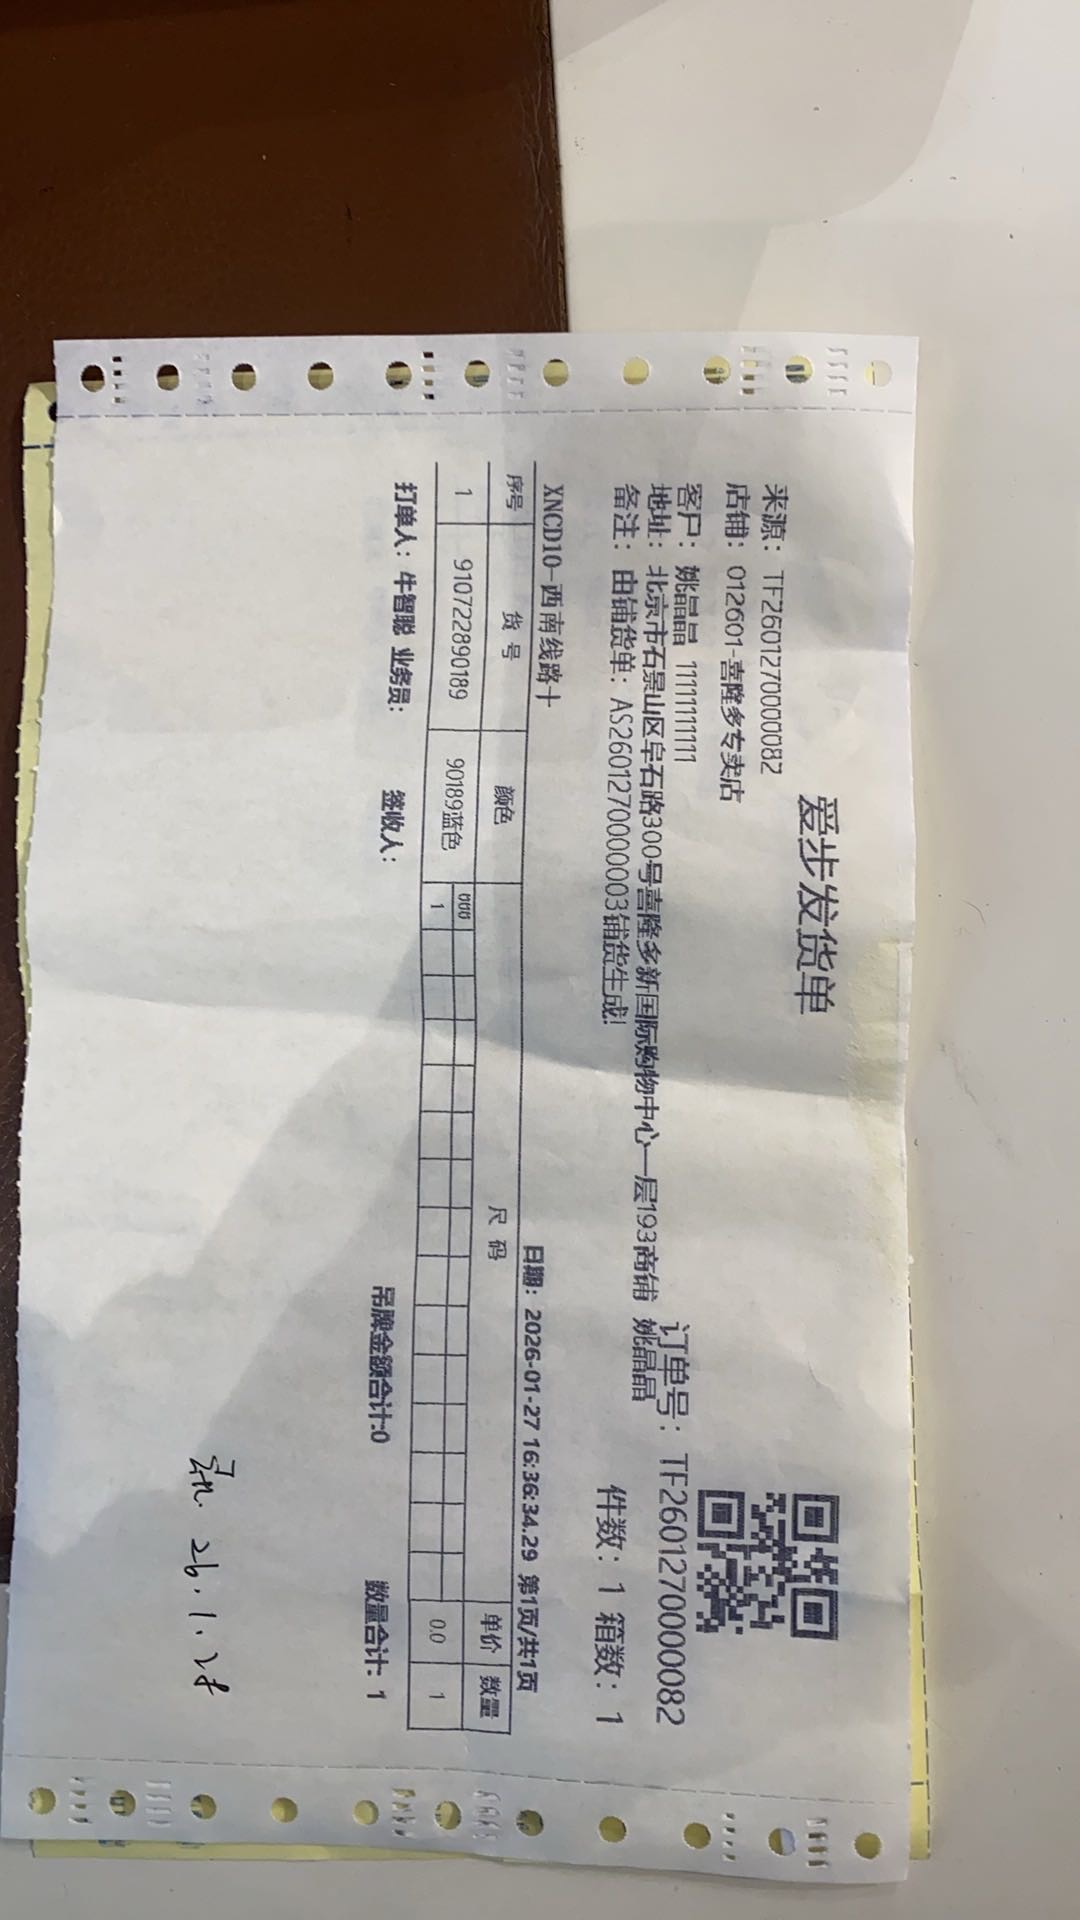 爱步发货单
来源： TF260127000082
店铺： 012601-喜隆多专卖店
客户： 姚晶晶 1111111111
订单号： TF260127000082
地址： 北京市石景山区阜石路300号喜隆多新国际购物中心一层193商铺 姚晶晶
备注： 由铺货单：AS260127000003铺货生成!
件数：1 箱数：1
XNCD10-西南线路十
日期：2026-01-27 16:36:34.29 第1页/共1页
序号 货号 颜色 尺码 单价 数量
1 910722890189 90189蓝色 000 0.0 1
1
打单人：牛智聪 业务员： 签收人： 吊牌金额合计:0 数量合计: 1
26.1.28